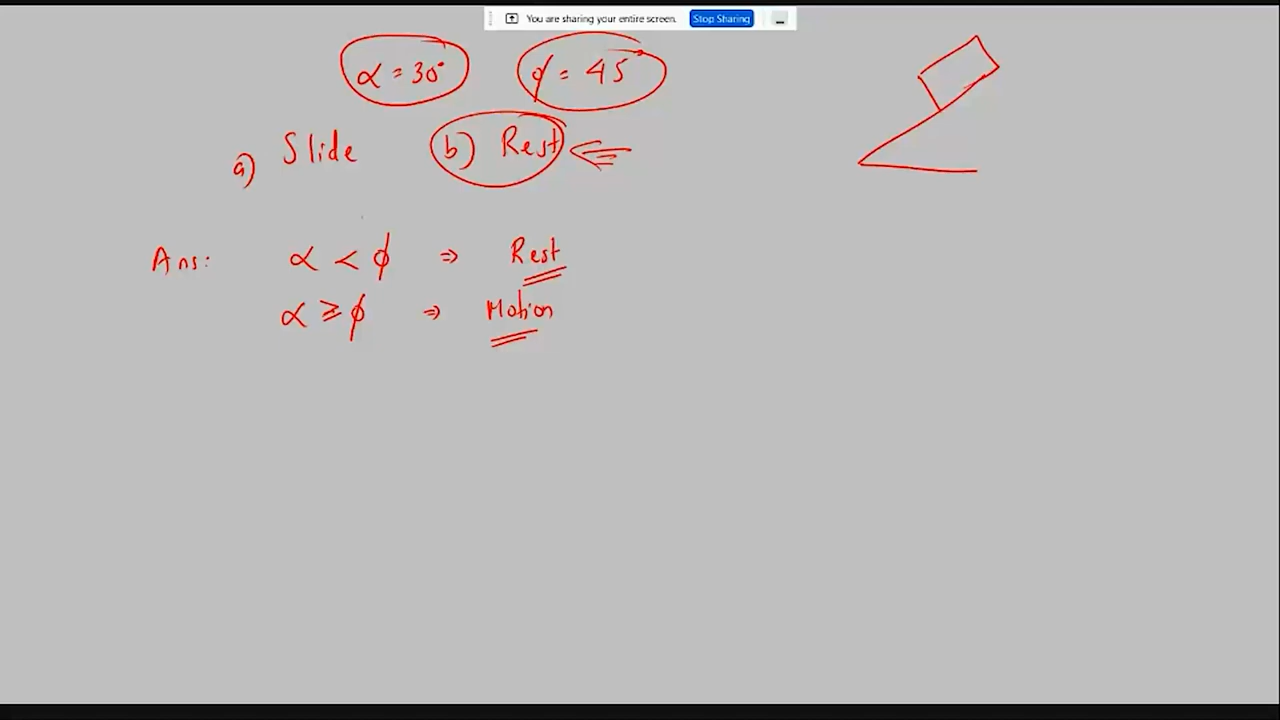 You are sharing your entire screen. Stop Sharing
α = 30° ϕ = 45°
a) Slide b) Rest
Ans: α < ϕ ⇒ Rest
α ≥ ϕ ⇒ Motion